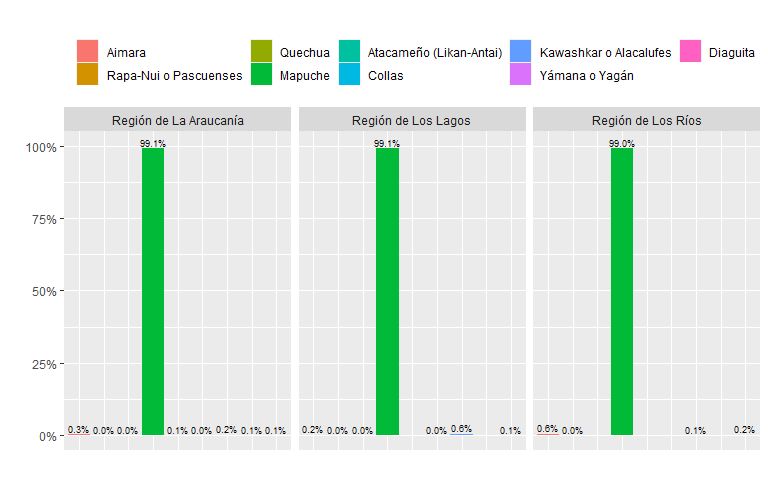 Aimara Quechua Atacameño (Likan-Antai) Kawashkar o Alacalufes Diaguita
Rapa-Nui o Pascuenses Mapuche Collas Yámana o Yagán
Región de La Araucanía Región de Los Lagos Región de Los Ríos
100%
75%
50%
25%
0%
99.1% 99.1% 99.0%
0.3% 0.0% 0.0% 0.1% 0.0% 0.2% 0.1% 0.1%
0.2% 0.0% 0.0% 0.0% 0.6% 0.1%
0.6% 0.0% 0.1% 0.2%